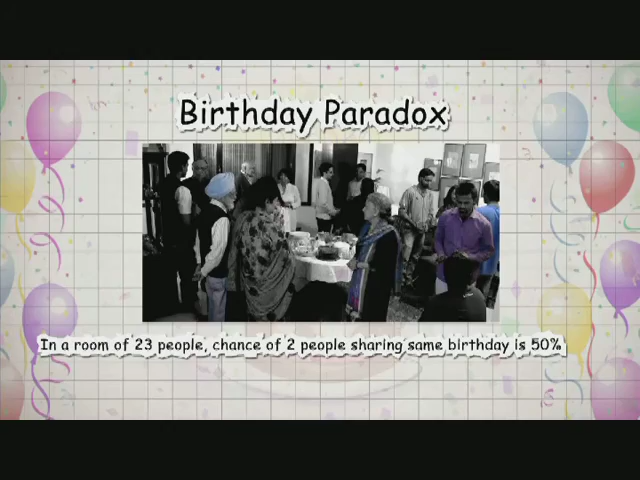 Birthday Paradox
In a room of 23 people, chance of 2 people sharing same birthday is 50%